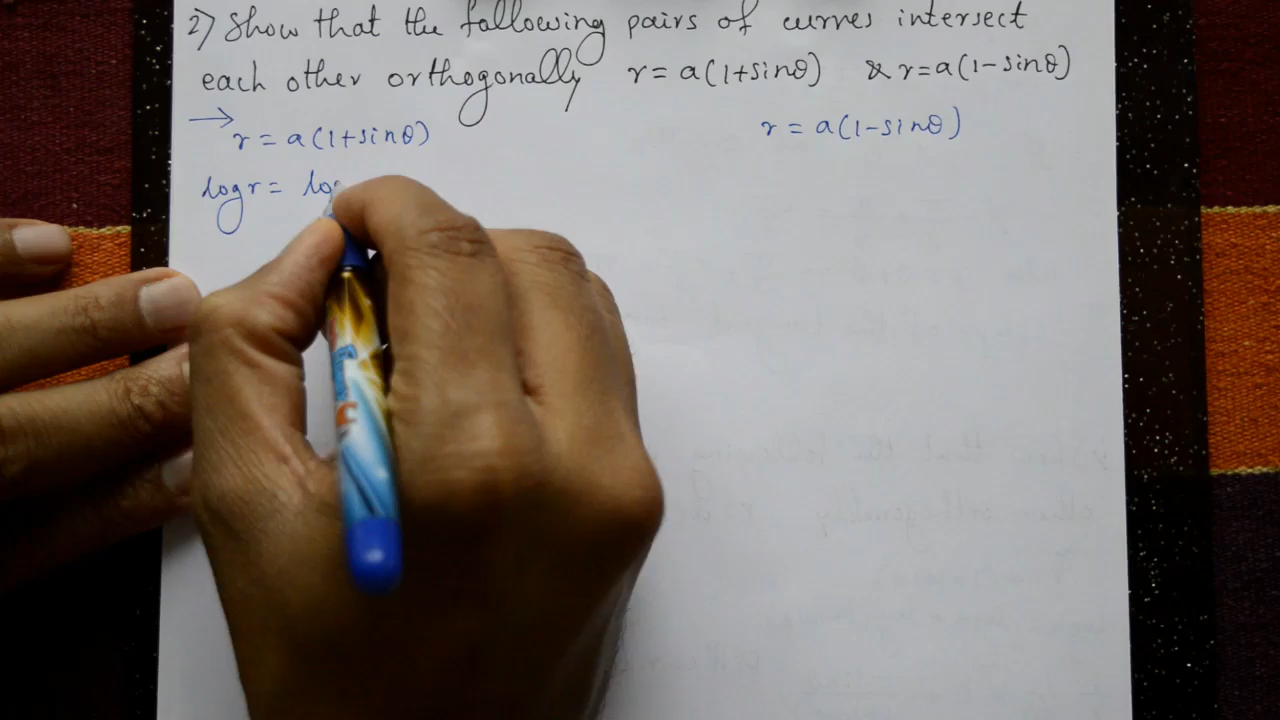 2) Show that the following pairs of curves intersect
each other orthogonally r = a(1+sinθ) & r=a(1-sinθ)
→ r = a(1+sinθ) r = a(1-sinθ)
logr = log